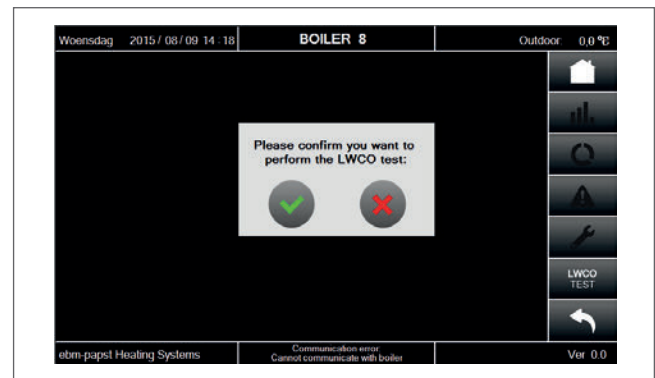 Woensdag 2015 / 08 / 09 14 : 18
BOILER 8
Outdoor: 0,0 °C
Please confirm you want to
perform the LWCO test:
LWCO
TEST
ebm-papst Heating Systems
Communication error
Cannot communicate with boiler
Ver 0.0